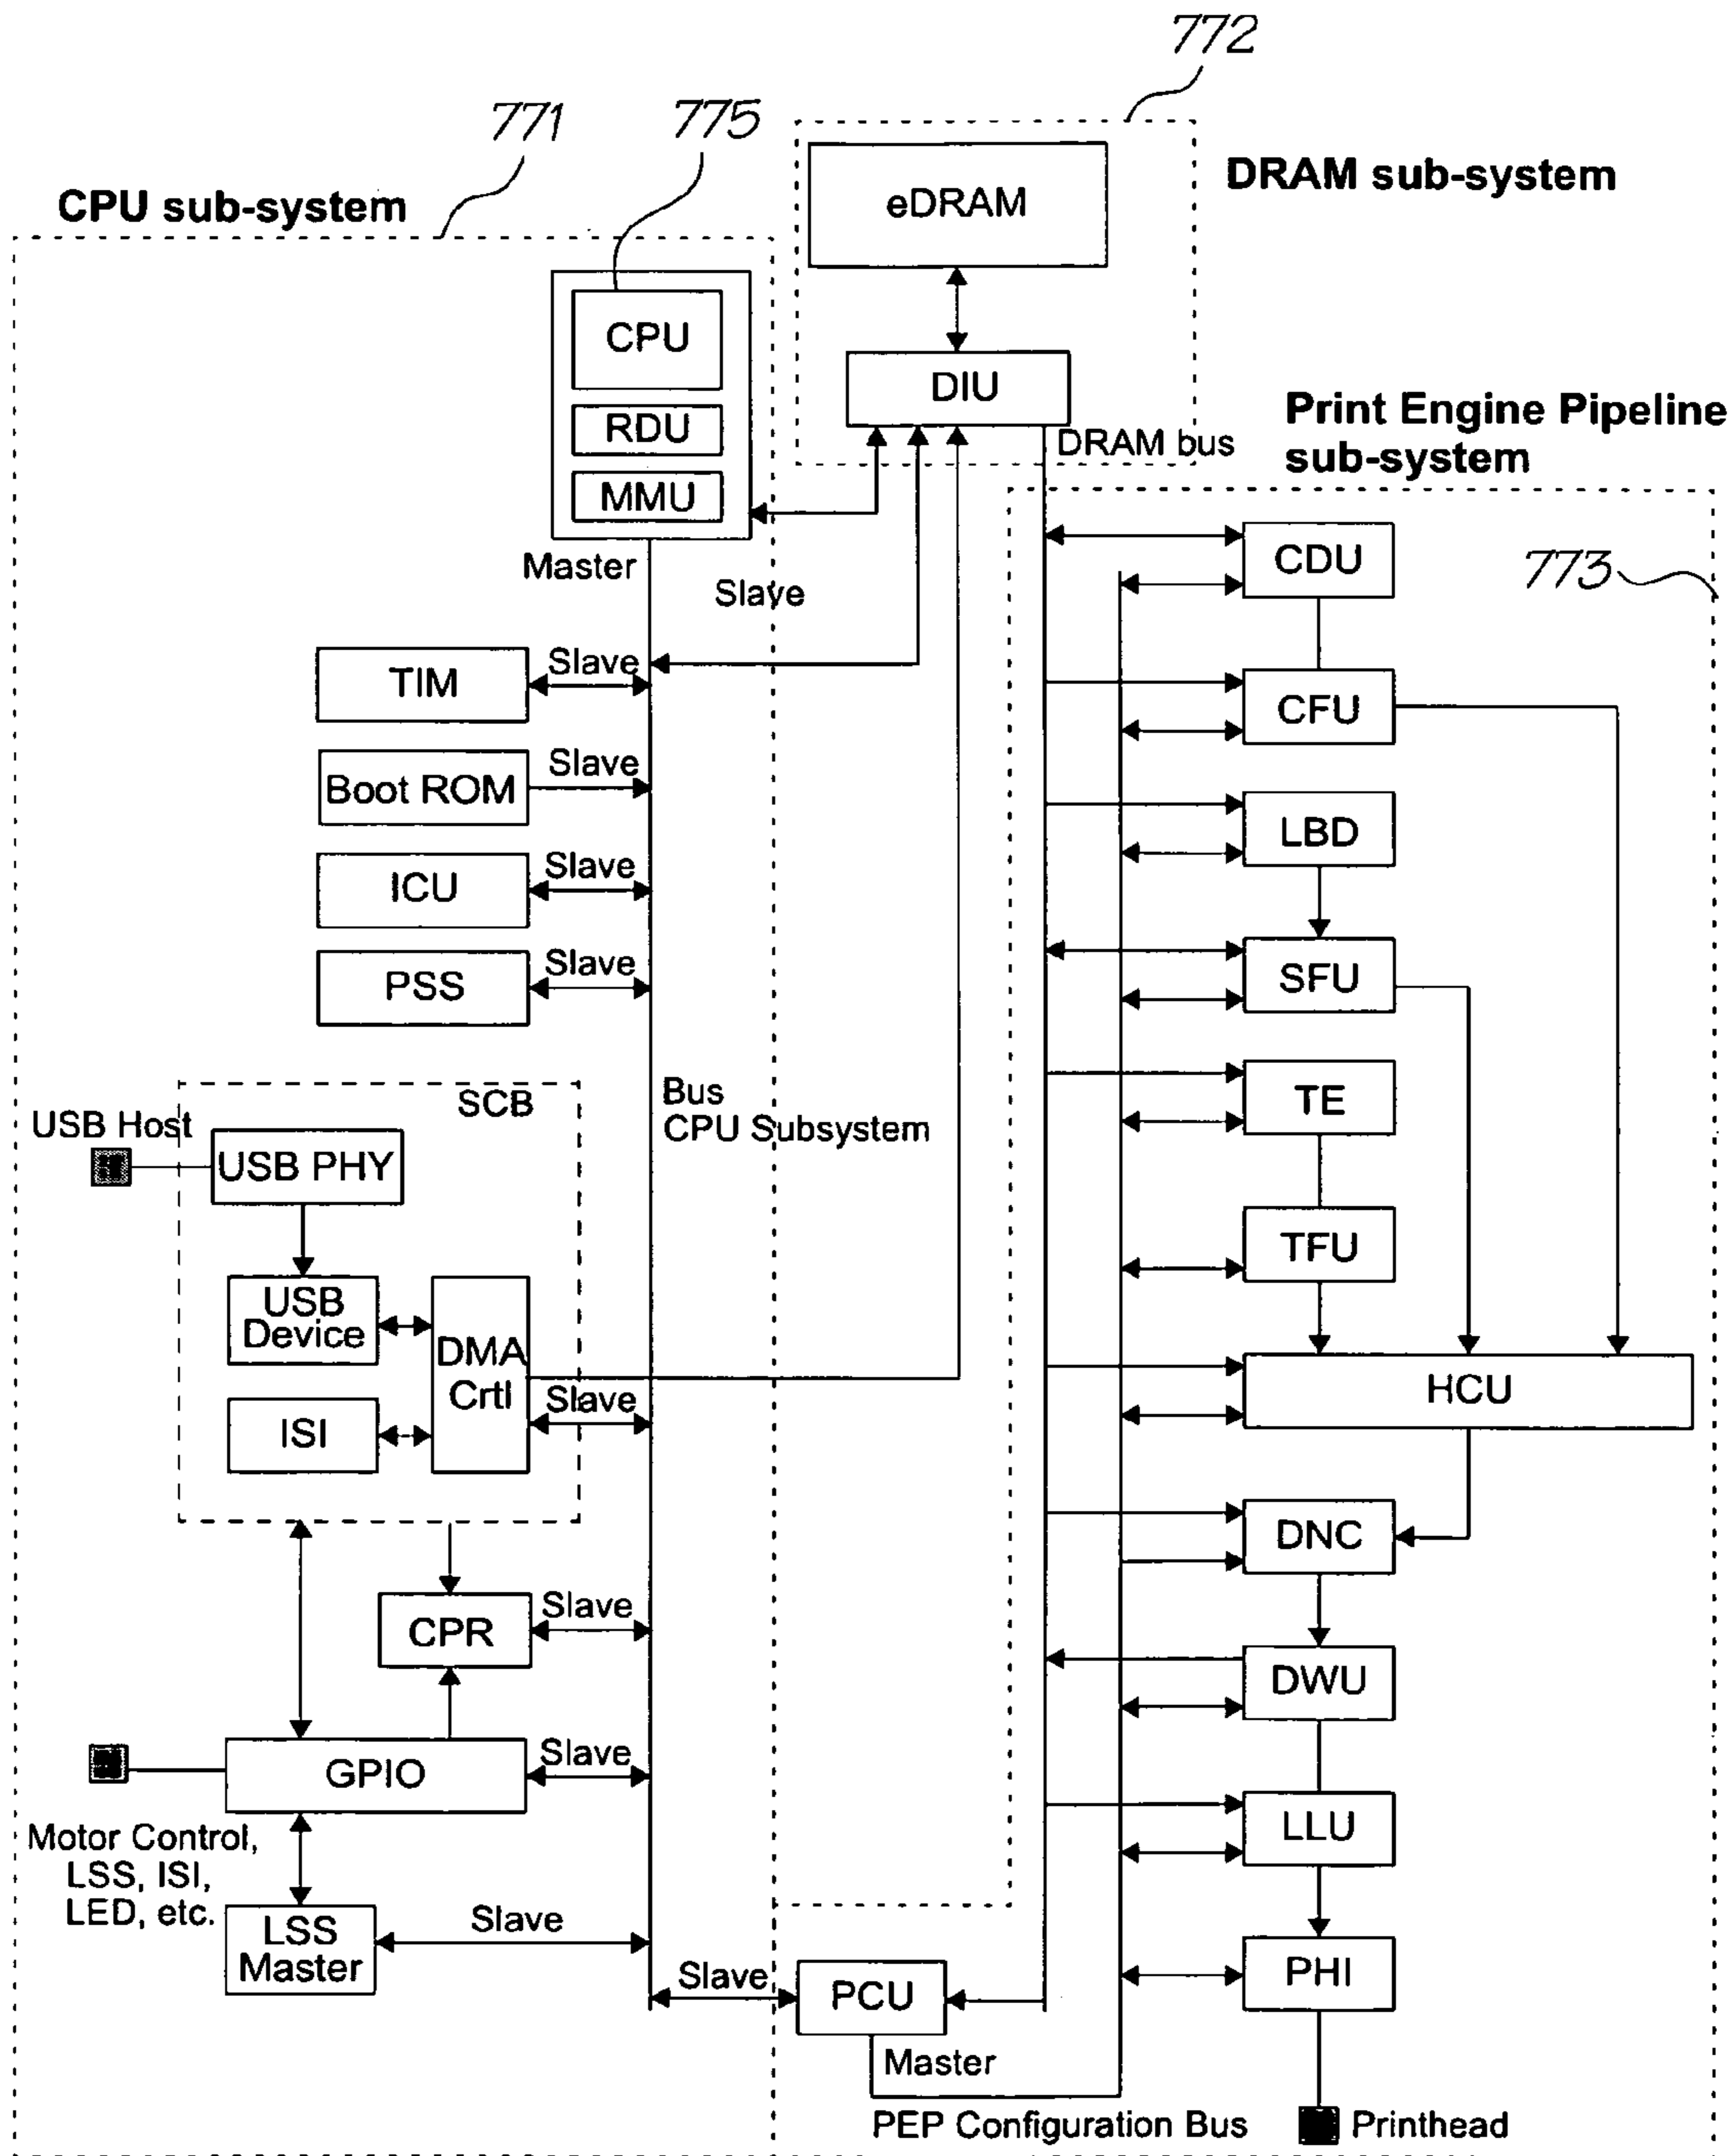 772
771
775
DRAM sub-system
CPU sub-system
eDRAM
CPU
DIU
RDU
DRAM bus
Print Engine Pipeline
sub-system
MMU
Master
Slave
CDU
773
TIM
Slave
CFU
Boot ROM
Slave
LBD
ICU
Slave
PSS
Slave
SFU
SCB
Bus
CPU Subsystem
TE
USB Host
USB PHY
TFU
USB
Device
DMA
Crtl
Slave
HCU
ISI
DNC
CPR
Slave
DWU
GPIO
Slave
Motor Control,
LSS, ISI,
LED, etc.
LLU
LSS
Master
Slave
Slave
PCU
PHI
Master
PEP Configuration Bus
Printhead